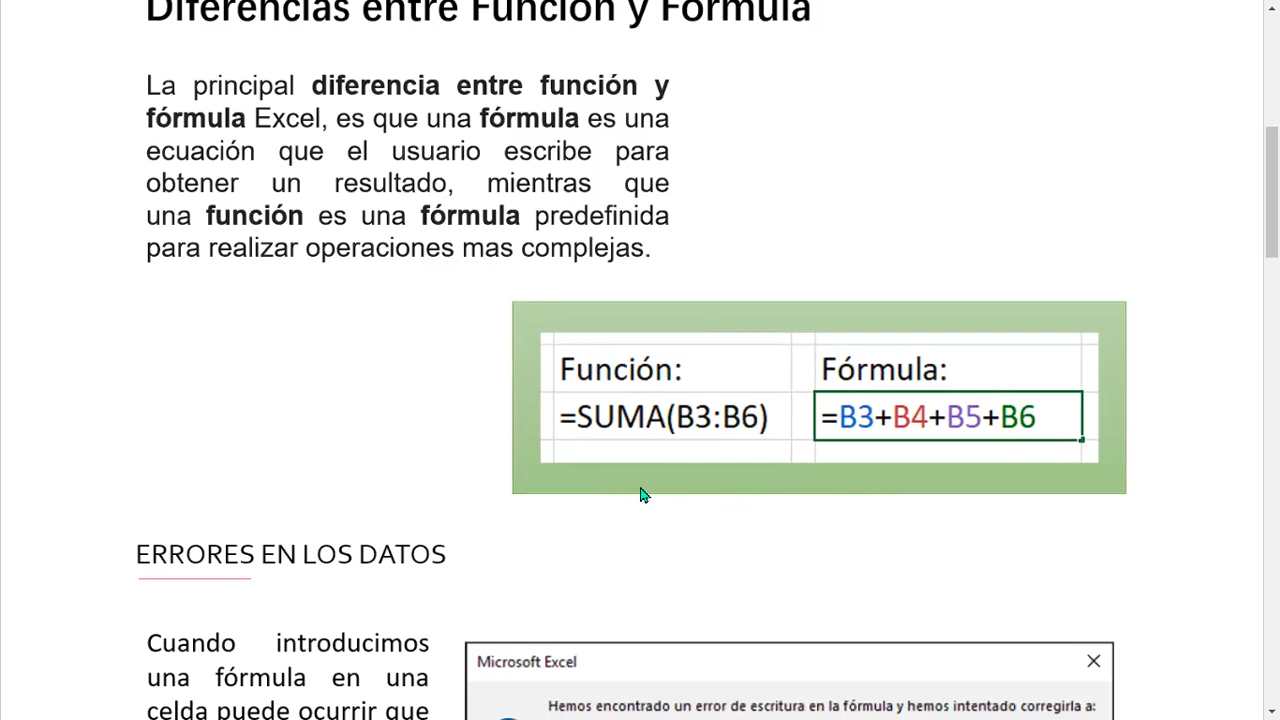 Diferencias entre Función y Fórmula
La principal diferencia entre función y
fórmula Excel, es que una fórmula es una
ecuación que el usuario escribe para
obtener un resultado, mientras que
una función es una fórmula predefinida
para realizar operaciones mas complejas.
Función:
Fórmula:
=SUMA(B3:B6)
=B3+B4+B5+B6
ERRORES EN LOS DATOS
Cuando introducimos
una fórmula en una
celda puede ocurrir que
Microsoft Excel
Hemos encontrado un error de escritura en la fórmula y hemos intentado corregirla a: